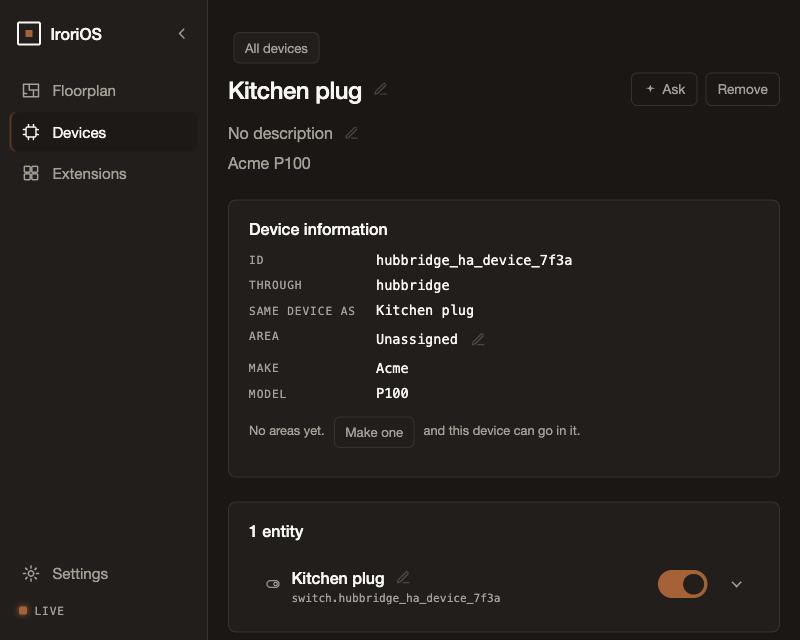 IroriOS
Floorplan
Devices
Extensions
Settings
LIVE
All devices
Kitchen plug
Ask
Remove
No description
Acme P100
Device information
ID hubbridge_ha_device_7f3a
THROUGH hubbridge
SAME DEVICE AS Kitchen plug
AREA Unassigned
MAKE Acme
MODEL P100
No areas yet. Make one and this device can go in it.
1 entity
Kitchen plug
switch.hubbridge_ha_device_7f3a